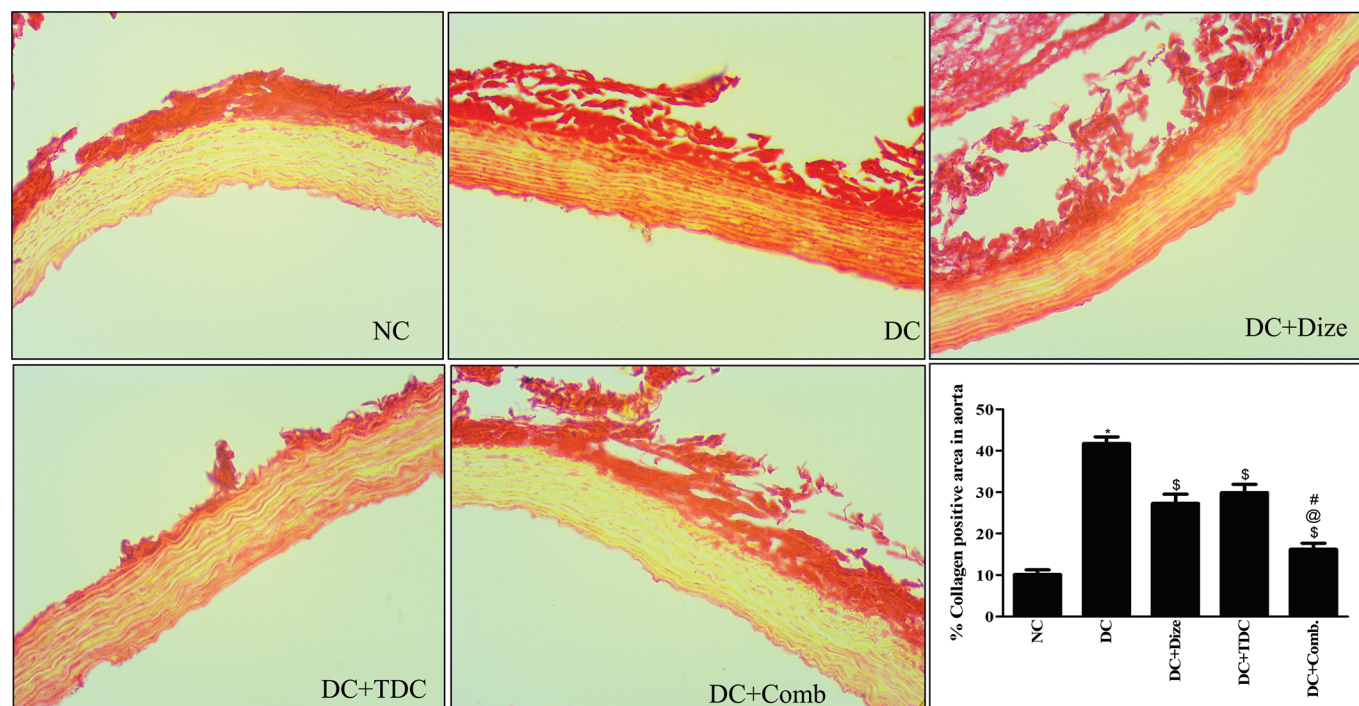 NC
DC
DC+Dize
DC+TDC
DC+Comb
% Collagen positive area in aorta
50
40
30
20
10
0
*
$
$
#
@
$
NC
DC
DC+Dize
DC+TDC
DC+Comb.